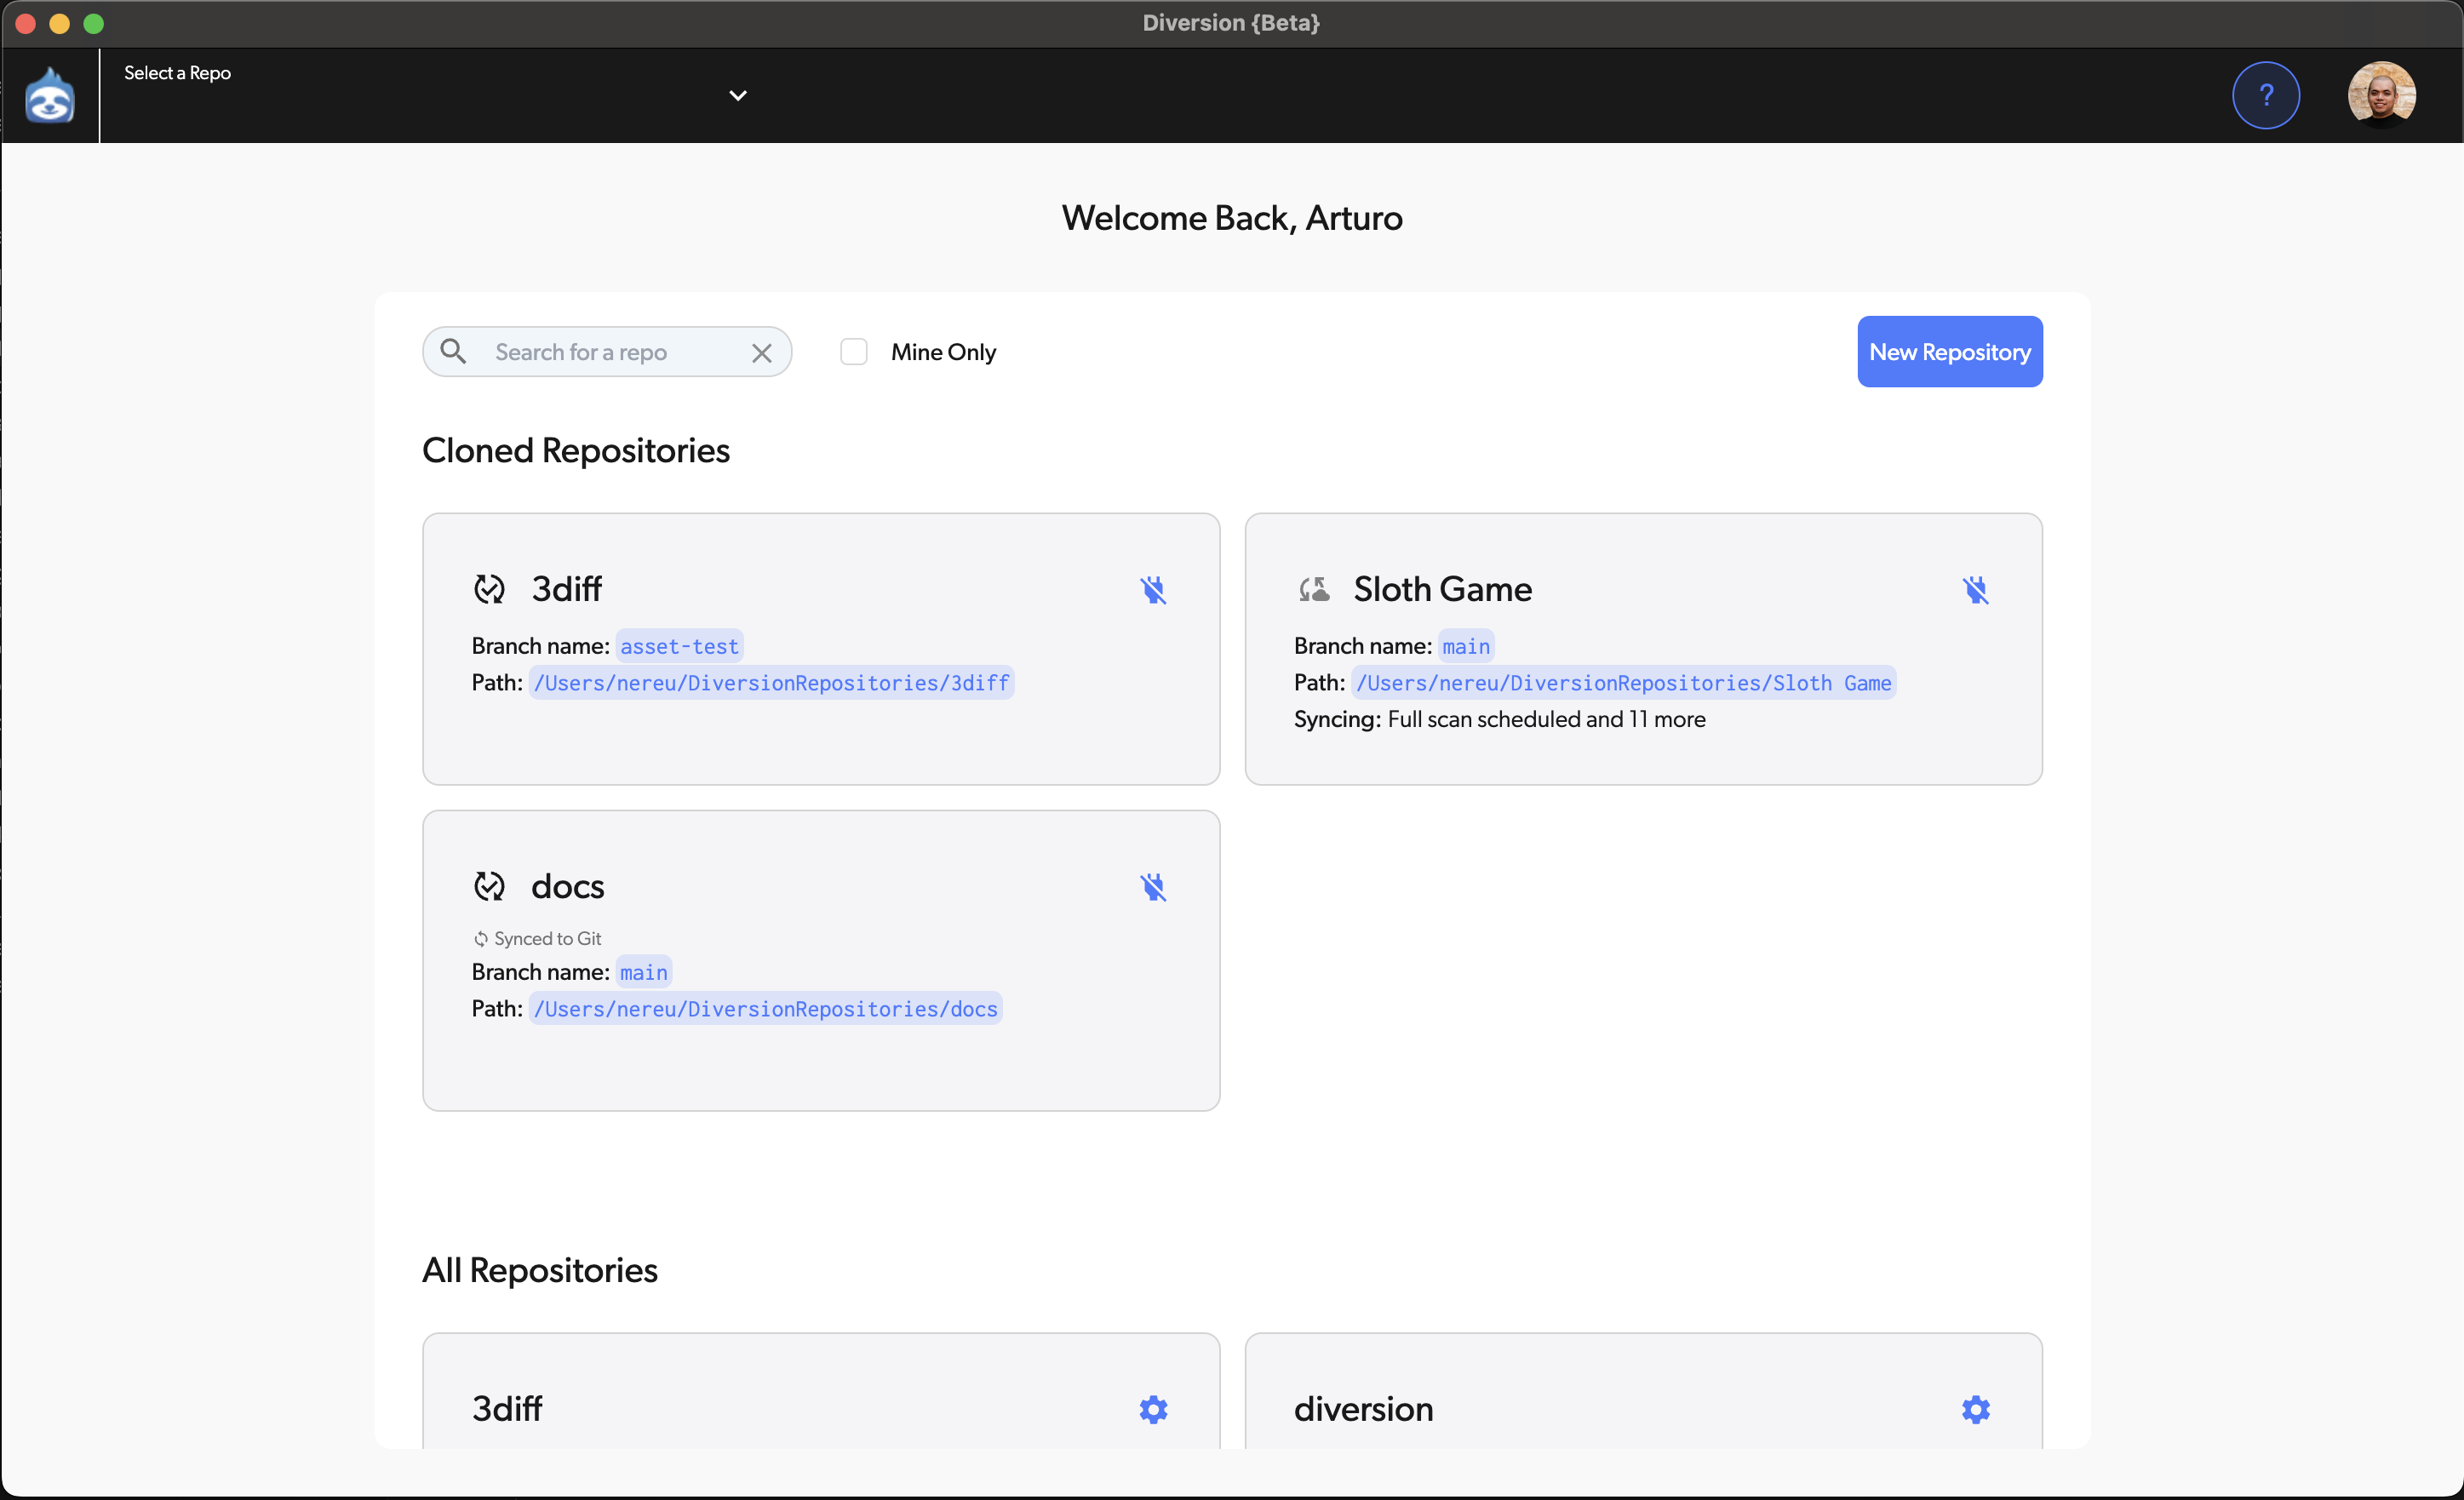 Diversion {Beta}
Select a Repo
?
Welcome Back, Arturo
Search for a repo
Mine Only
New Repository
Cloned Repositories
3diff
Branch name: asset-test
Path: /Users/nereu/DiversionRepositories/3diff
Sloth Game
Branch name: main
Path: /Users/nereu/DiversionRepositories/Sloth Game
Syncing: Full scan scheduled and 11 more
docs
Synced to Git
Branch name: main
Path: /Users/nereu/DiversionRepositories/docs
All Repositories
3diff
diversion